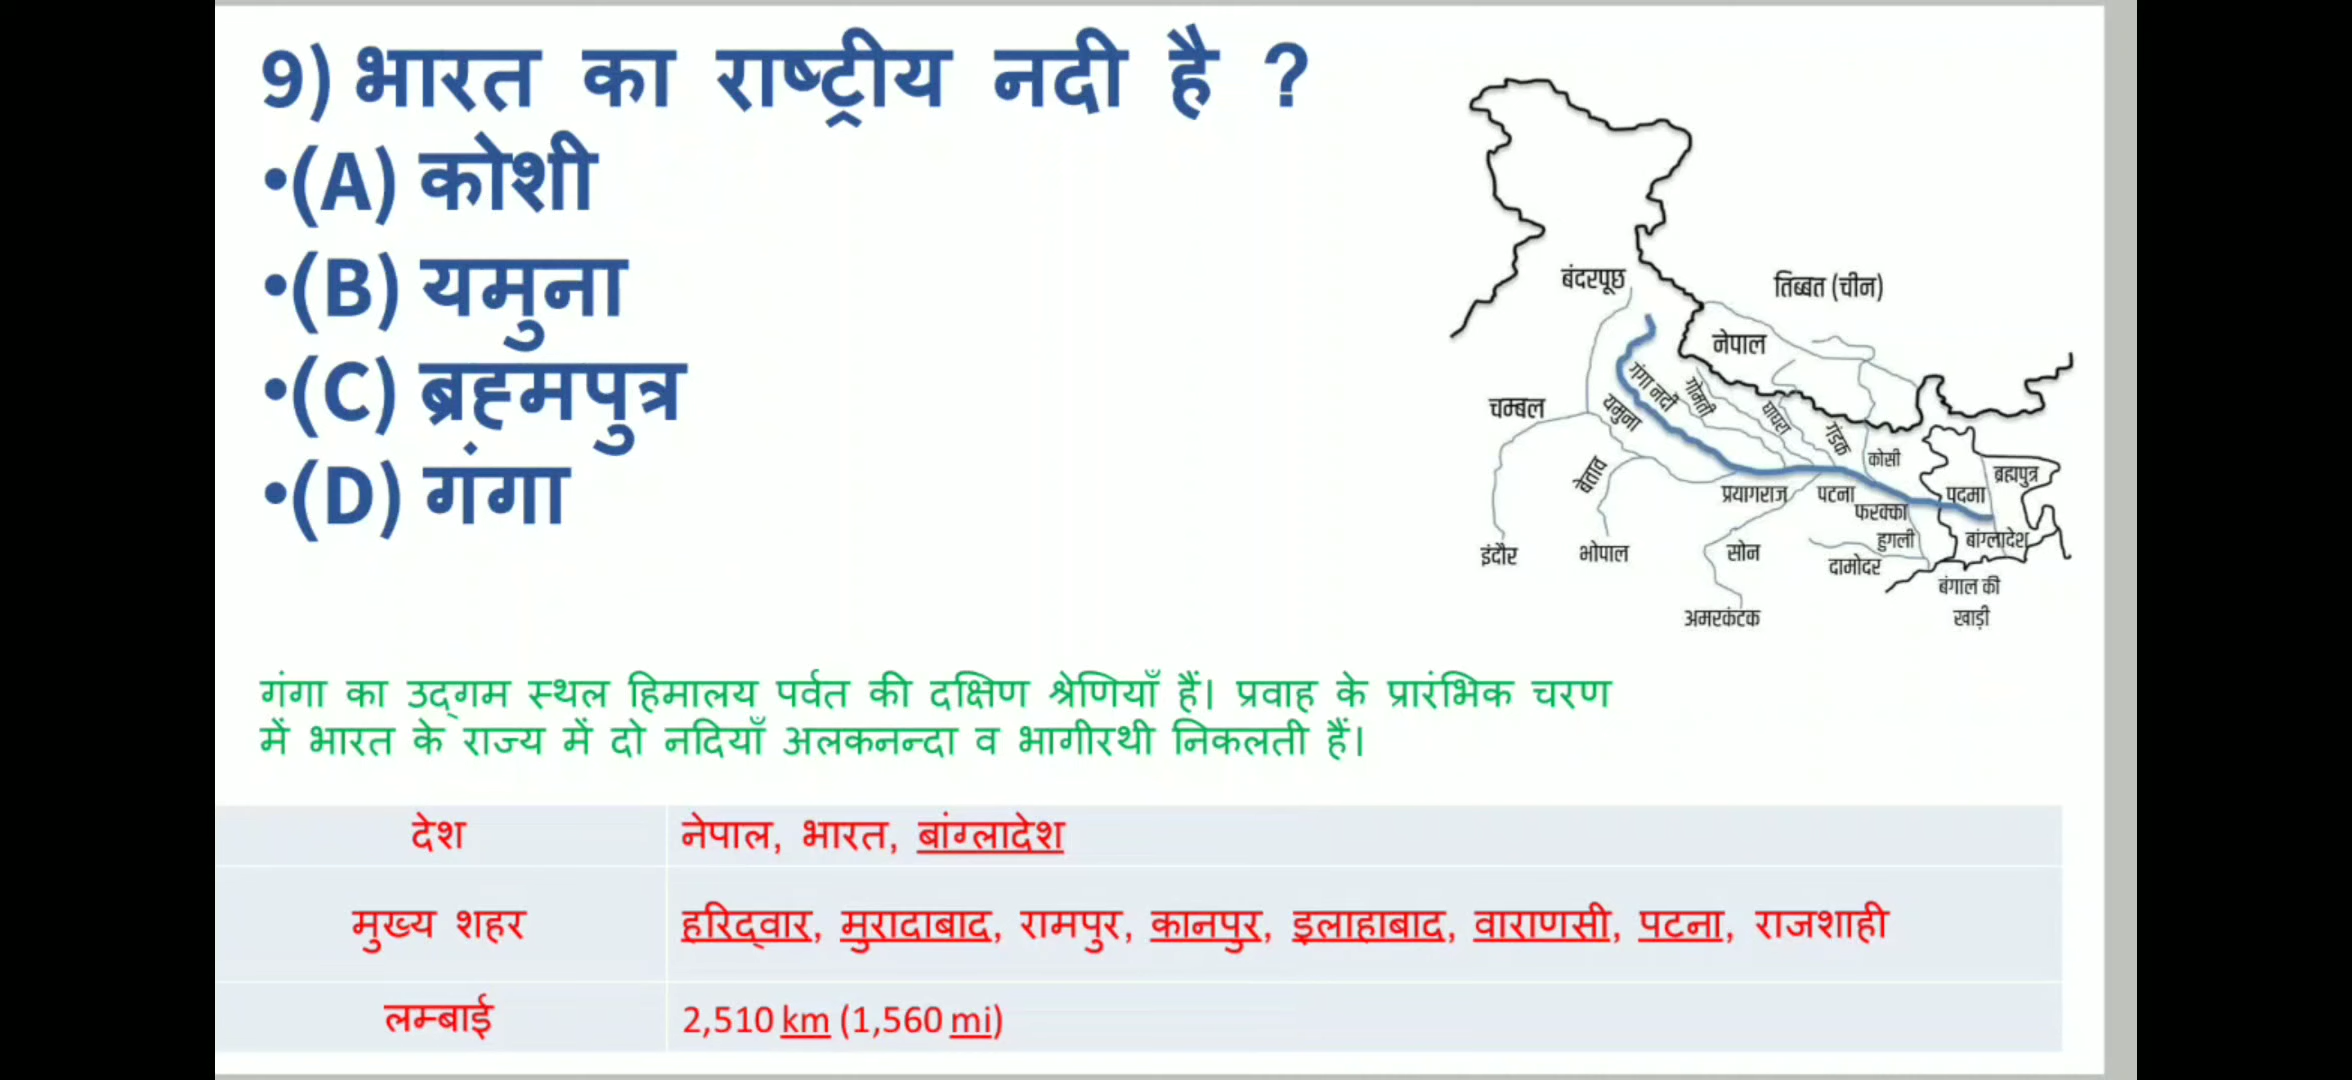 9) भारत का राष्ट्रीय नदी है ?
•(A) कोशी
•(B) यमुना
•(C) ब्रह्मपुत्र
•(D) गंगा
बंदरपूछ
तिब्बत (चीन)
नेपाल
गंगा नदी
गोमती
चम्बल
यमुना
घाघरा
गंडक
कोसी
ब्रह्मपुत्र
बेताव
प्रयागराज
पटना
पदमा
फरक्का
हुगली
बांग्लादेश
इंदौर
भोपाल
सोन
दामोदर
बंगाल की
खाड़ी
अमरकंटक
गंगा का उद्गम स्थल हिमालय पर्वत की दक्षिण श्रेणियाँ हैं। प्रवाह के प्रारंभिक चरण
में भारत के राज्य में दो नदियाँ अलकनन्दा व भागीरथी निकलती हैं।
देश नेपाल, भारत, बांग्लादेश
मुख्य शहर हरिद्वार, मुरादाबाद, रामपुर, कानपुर, इलाहाबाद, वाराणसी, पटना, राजशाही
लम्बाई 2,510 km (1,560 mi)